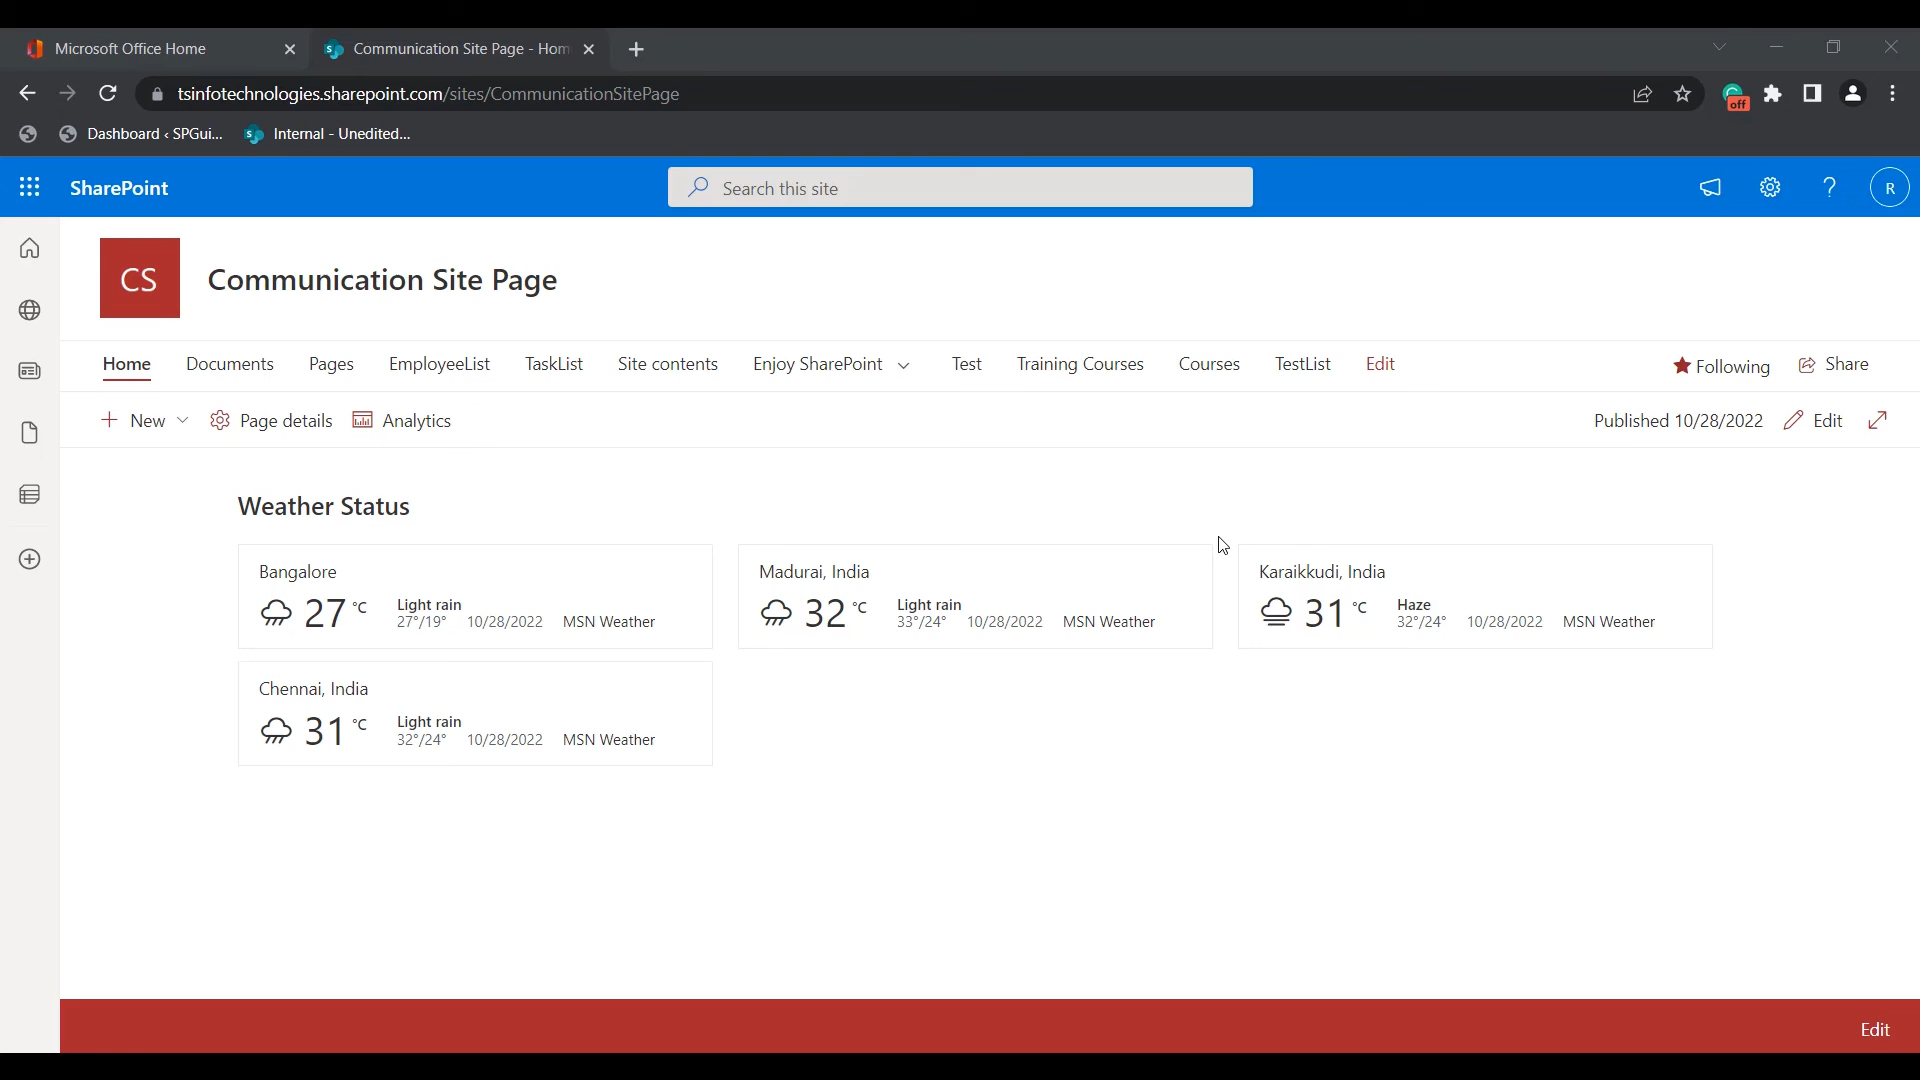 Microsoft Office Home
Communication Site Page - Hom
tsinfotechnologies.sharepoint.com/sites/CommunicationSitePage
off
Dashboard ‹ SPGui...
Internal - Unedited...
SharePoint
Search this site
?
R
CS
Communication Site Page
Home Documents Pages EmployeeList TaskList Site contents Enjoy SharePoint Test Training Courses Courses TestList Edit
Following Share
New Page details Analytics
Published 10/28/2022 Edit
Weather Status
Bangalore
27 °C
Light rain
27°/19° 10/28/2022 MSN Weather
Madurai, India
32 °C
Light rain
33°/24° 10/28/2022 MSN Weather
Karaikkudi, India
31 °C
Haze
32°/24° 10/28/2022 MSN Weather
Chennai, India
31 °C
Light rain
32°/24° 10/28/2022 MSN Weather
Edit